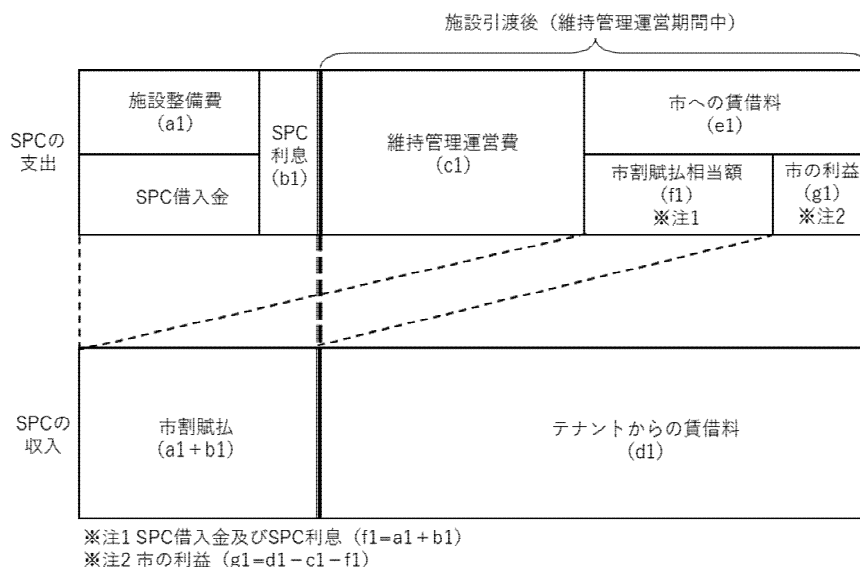 施設引渡後（維持管理運営期間中）
SPCの
支出
施設整備費
(a1)
SPC借入金
SPC
利息
(b1)
維持管理運営費
(c1)
市への賃借料
(e1)
市割賦払相当額
(f1)
※注1
市の利益
(g1)
※注2
SPCの
収入
市割賦払
(a1+b1)
テナントからの賃借料
(d1)
※注1 SPC借入金及びSPC利息（f1=a1+b1）
※注2 市の利益（g1=d1−c1−f1）